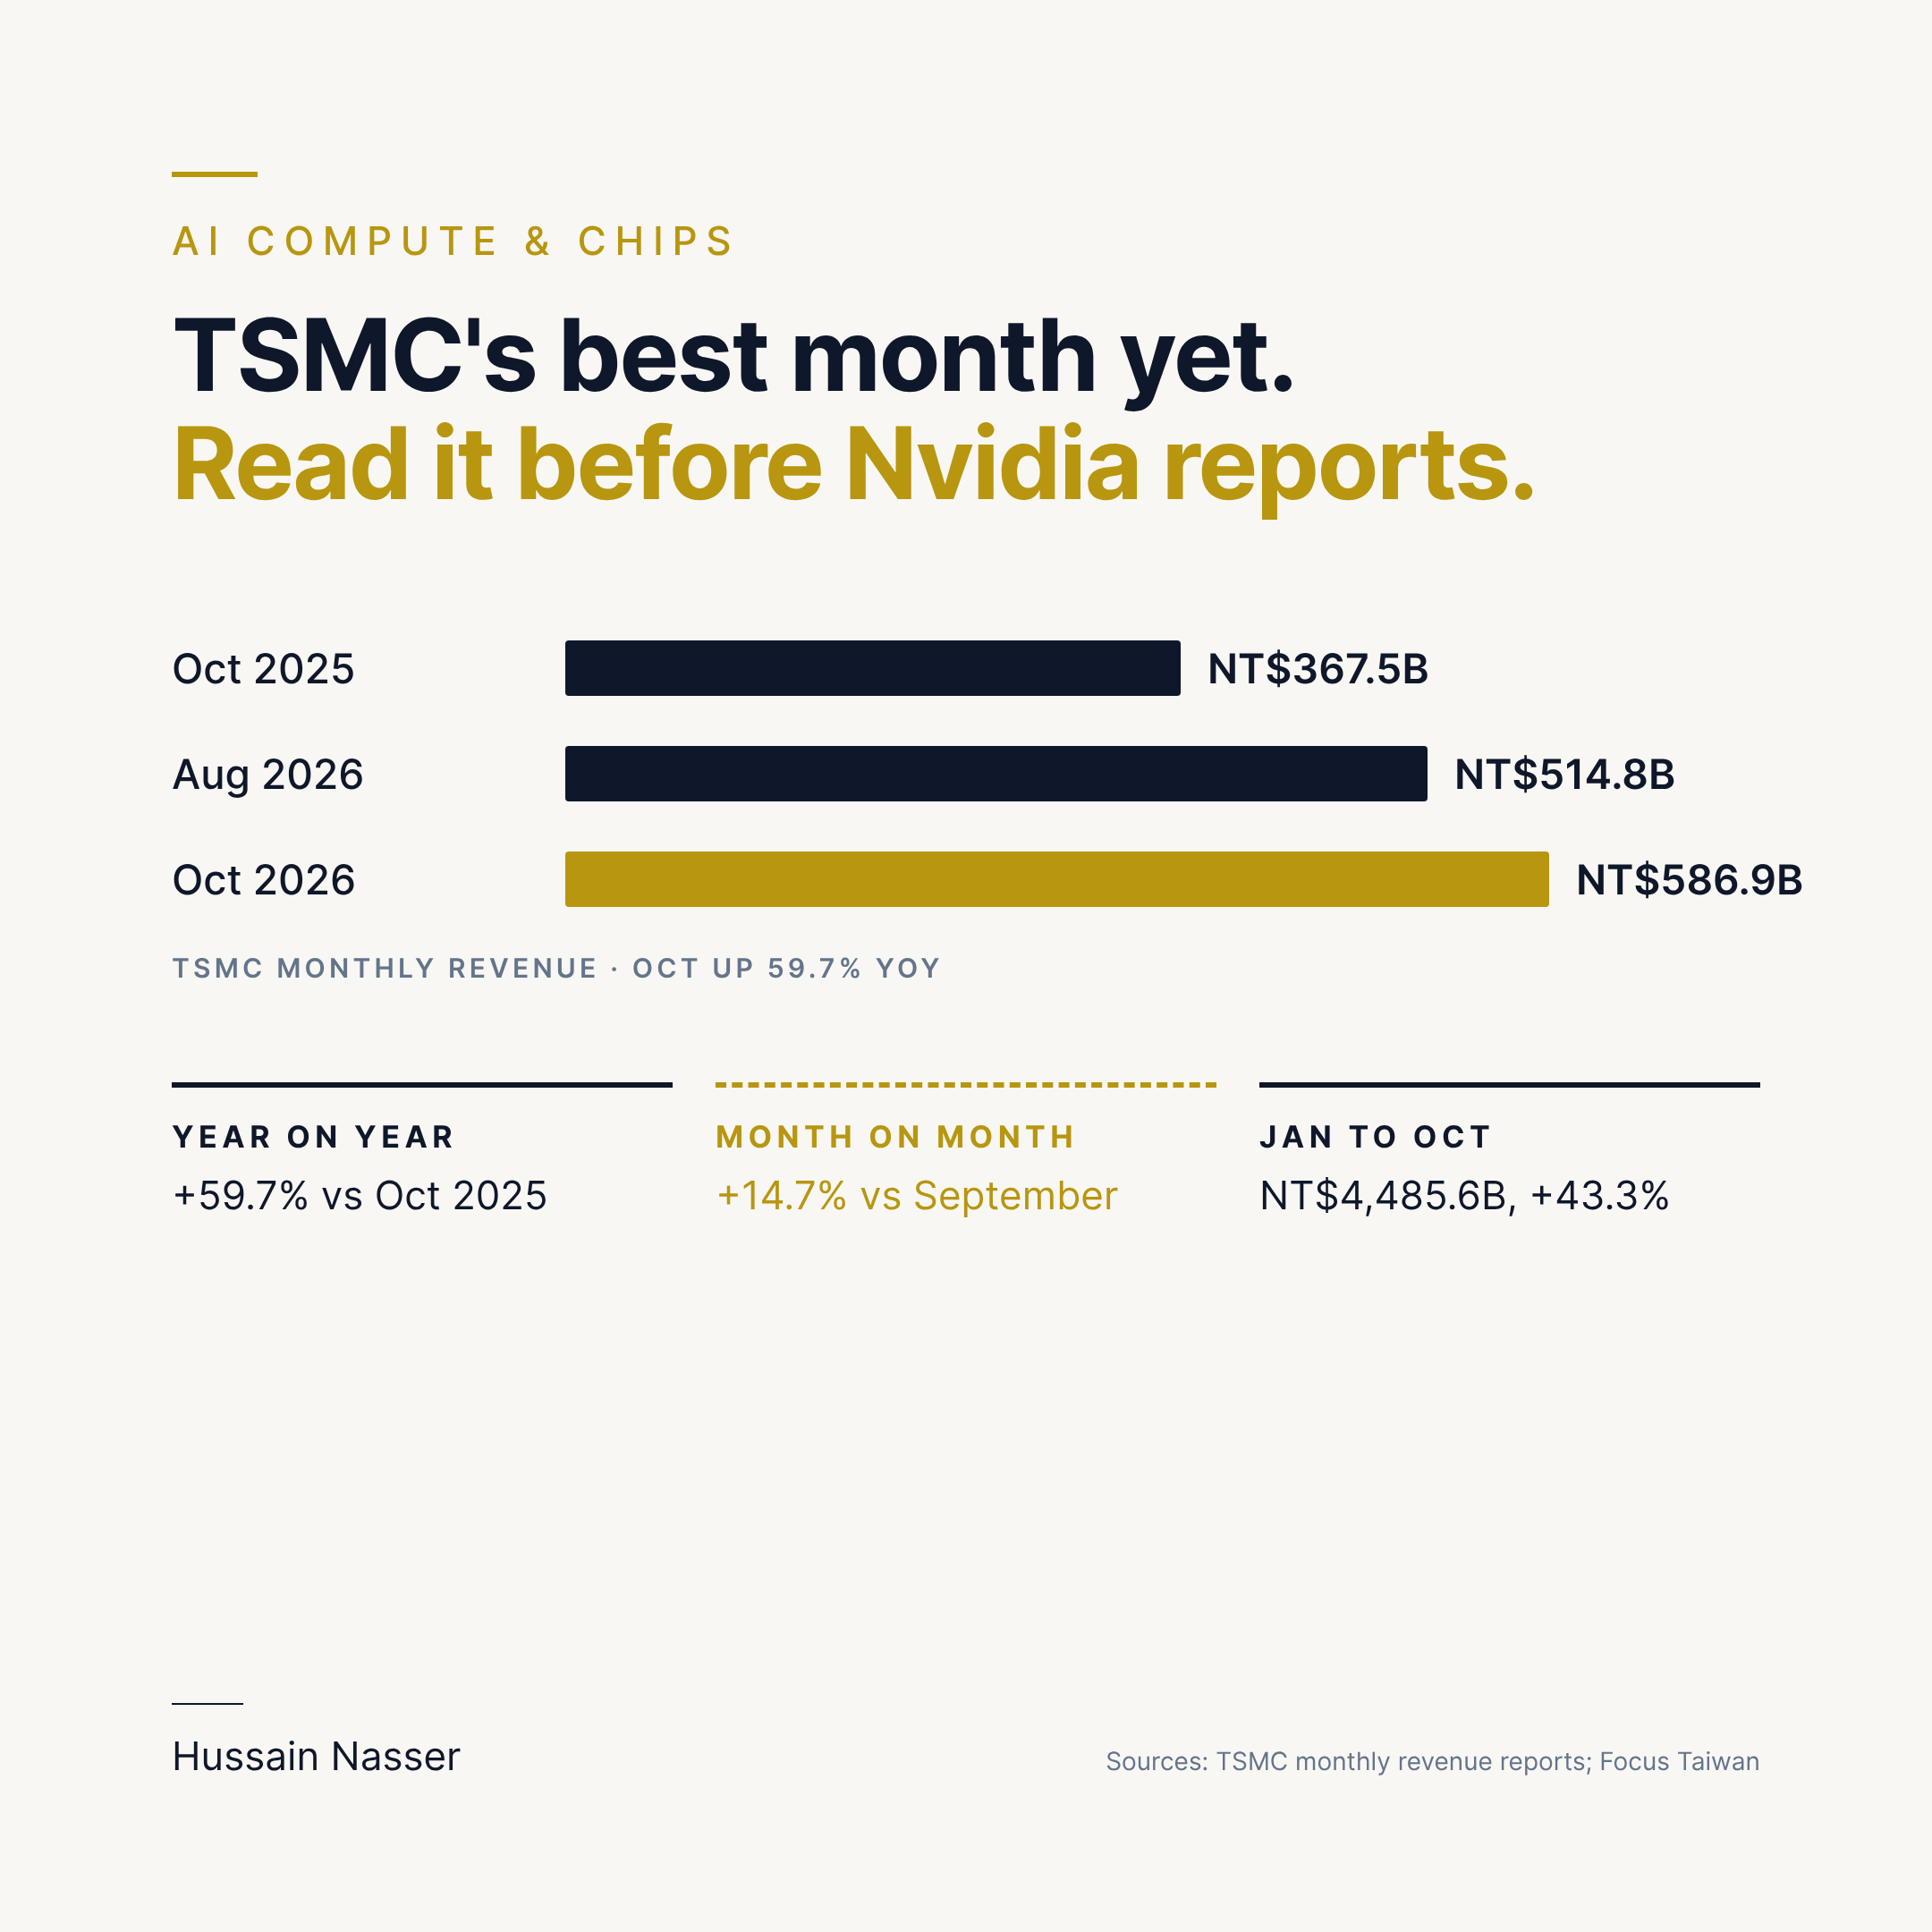 AI COMPUTE & CHIPS
TSMC's best month yet.
Read it before Nvidia reports.
Oct 2025 NT$367.5B
Aug 2026 NT$514.8B
Oct 2026 NT$586.9B
TSMC MONTHLY REVENUE · OCT UP 59.7% YOY
YEAR ON YEAR
+59.7% vs Oct 2025
MONTH ON MONTH
+14.7% vs September
JAN TO OCT
NT$4,485.6B, +43.3%
Hussain Nasser
Sources: TSMC monthly revenue reports; Focus Taiwan